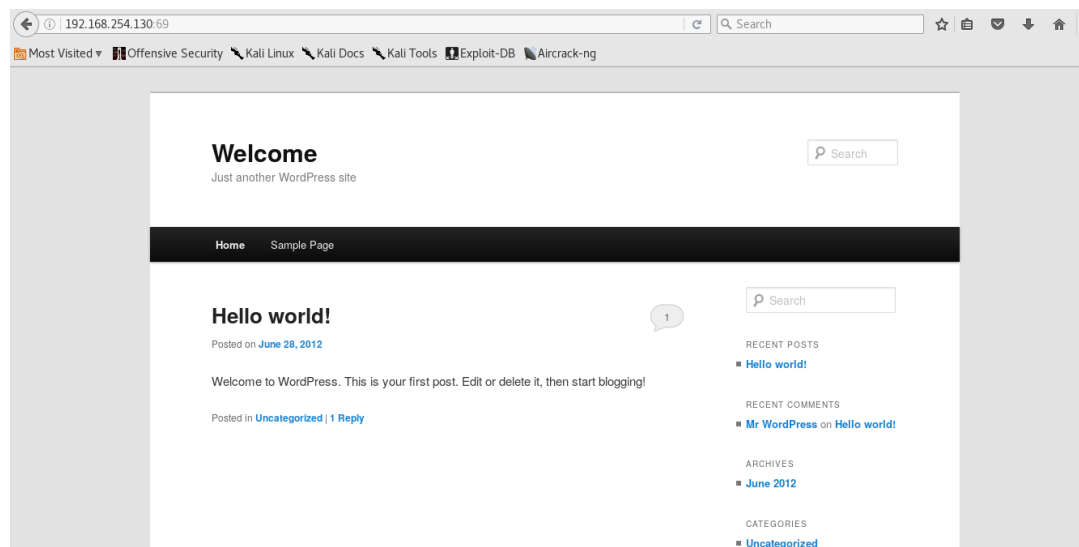 192.168.254.130:69
Search
Most Visited
Offensive Security
Kali Linux
Kali Docs
Kali Tools
Exploit-DB
Aircrack-ng
Welcome
Just another WordPress site
Search
Home
Sample Page
Hello world!
1
Posted on June 28, 2012
Welcome to WordPress. This is your first post. Edit or delete it, then start blogging!
Posted in Uncategorized | 1 Reply
Search
RECENT POSTS
Hello world!
RECENT COMMENTS
Mr WordPress on Hello world!
ARCHIVES
June 2012
CATEGORIES
Uncategorized